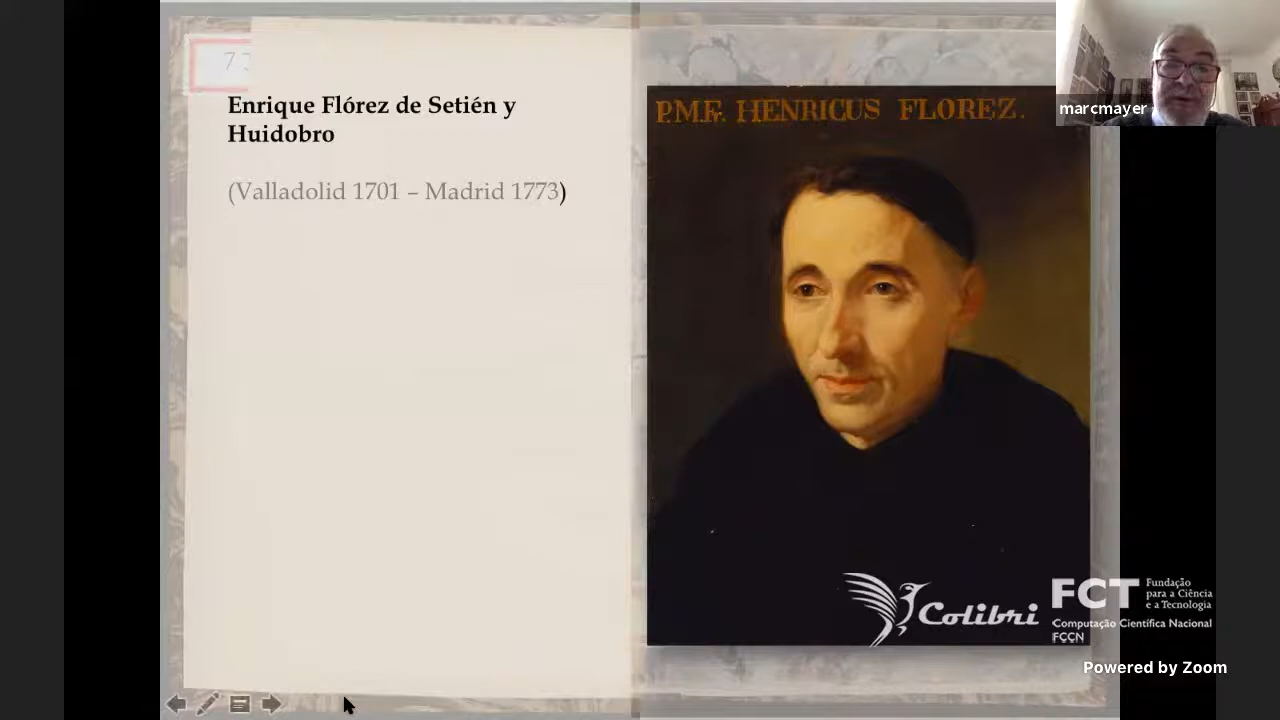 Enrique Flórez de Setién y
Huidobro
(Valladolid 1701 – Madrid 1773)
P.M.Fr. HENRICUS FLOREZ.
marcmayer
Colibri
FCT Fundação
para a Ciência
e a Tecnologia
Computação Científica Nacional
FCCN
Powered by Zoom